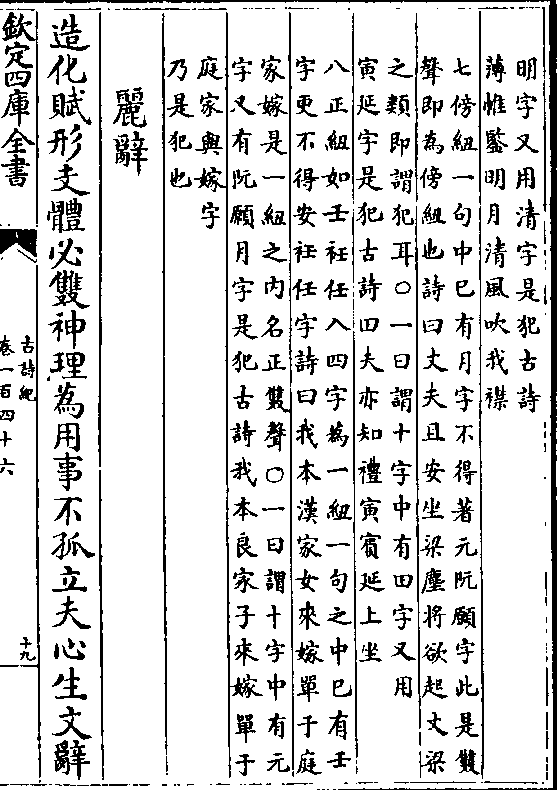 明字又用清字是犯古詩
薄惟鑒明月清風吹我襟
七傍紐一句中已有月字不得著元阮願字此是雙
聲即為傍紐也詩曰丈夫且安坐梁塵將欲起丈梁
之類即謂犯耳○一曰謂十字中有田字又用
寅延字是犯古詩田夫亦知禮寅賔延上坐
八正紐如壬衽任入四字為一紐一句之中已有壬
字更不得安衽任字詩曰我本漢家女來嫁單于庭
家嫁是一紐之内名正雙聲○一曰謂十字中有元
字又有阮願月字是犯古詩我本良家子來嫁單于
庭家與嫁字
乃是犯也
麗辭
造化賦形支體必雙神理為用事不孤立夫心生文辭
欽定四庫全書
古詩紀
卷一百四十六
十九